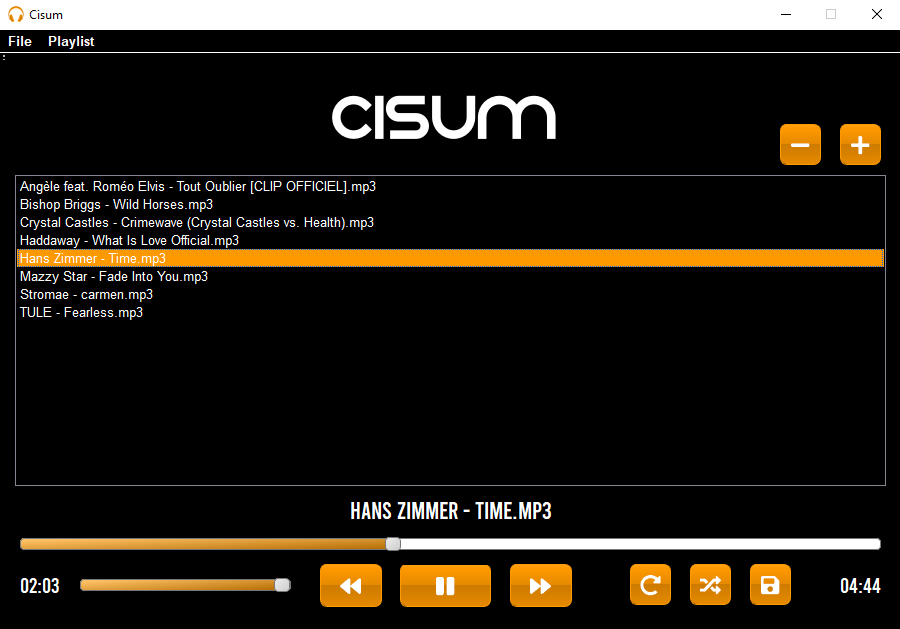 Cisum
File Playlist
:
cisum
Angèle feat. Roméo Elvis - Tout Oublier [CLIP OFFICIEL].mp3
Bishop Briggs - Wild Horses.mp3
Crystal Castles - Crimewave (Crystal Castles vs. Health).mp3
Haddaway - What Is Love Official.mp3
Hans Zimmer - Time.mp3
Mazzy Star - Fade Into You.mp3
Stromae - carmen.mp3
TULE - Fearless.mp3
HANS ZIMMER - TIME.MP3
02:03 04:44